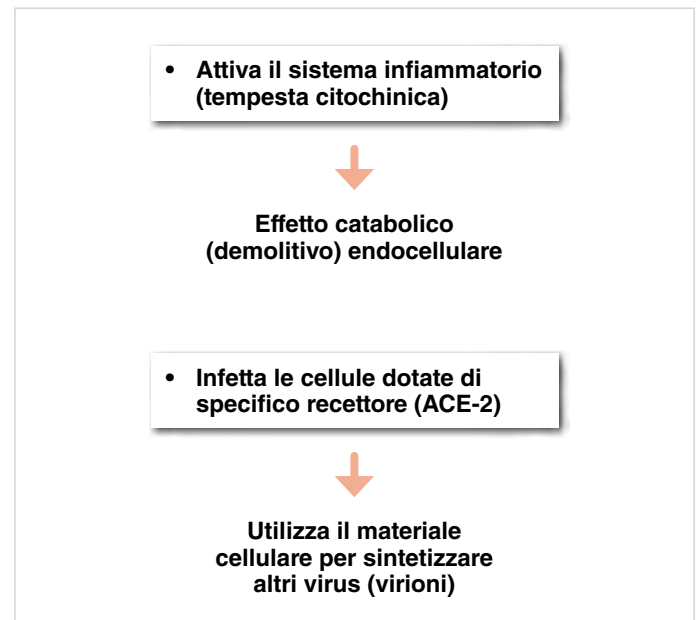 • Attiva il sistema infiammatorio
(tempesta citochinica)
Effetto catabolico
(demolitivo) endocellulare
• Infetta le cellule dotate di
specifico recettore (ACE-2)
Utilizza il materiale
cellulare per sintetizzare
altri virus (virioni)